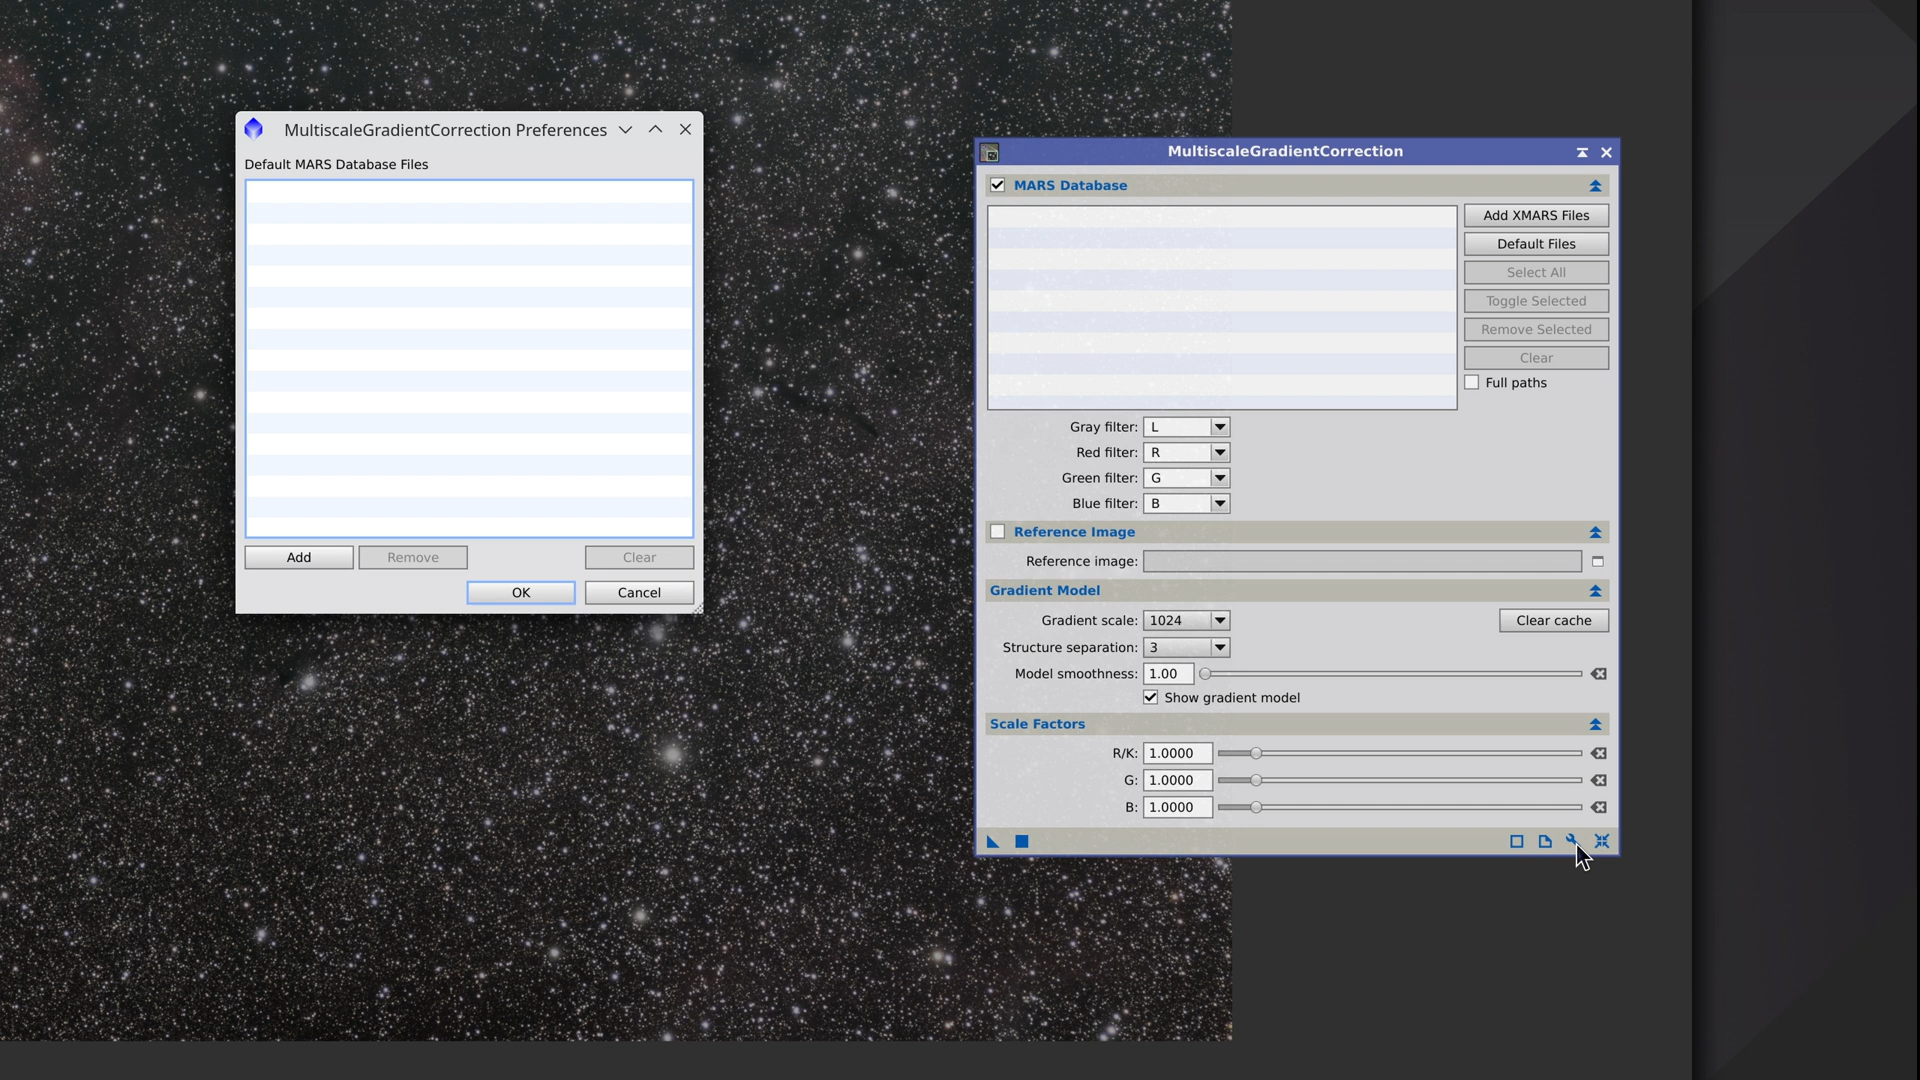 MultiscaleGradientCorrection Preferences
Default MARS Database Files
Add
Remove
Clear
OK
Cancel
MultiscaleGradientCorrection
MARS Database
Add XMARS Files
Default Files
Select All
Toggle Selected
Remove Selected
Clear
Full paths
Gray filter: L
Red filter: R
Green filter: G
Blue filter: B
Reference Image
Reference image:
Gradient Model
Gradient scale: 1024
Clear cache
Structure separation: 3
Model smoothness: 1.00
Show gradient model
Scale Factors
R/K: 1.0000
G: 1.0000
B: 1.0000